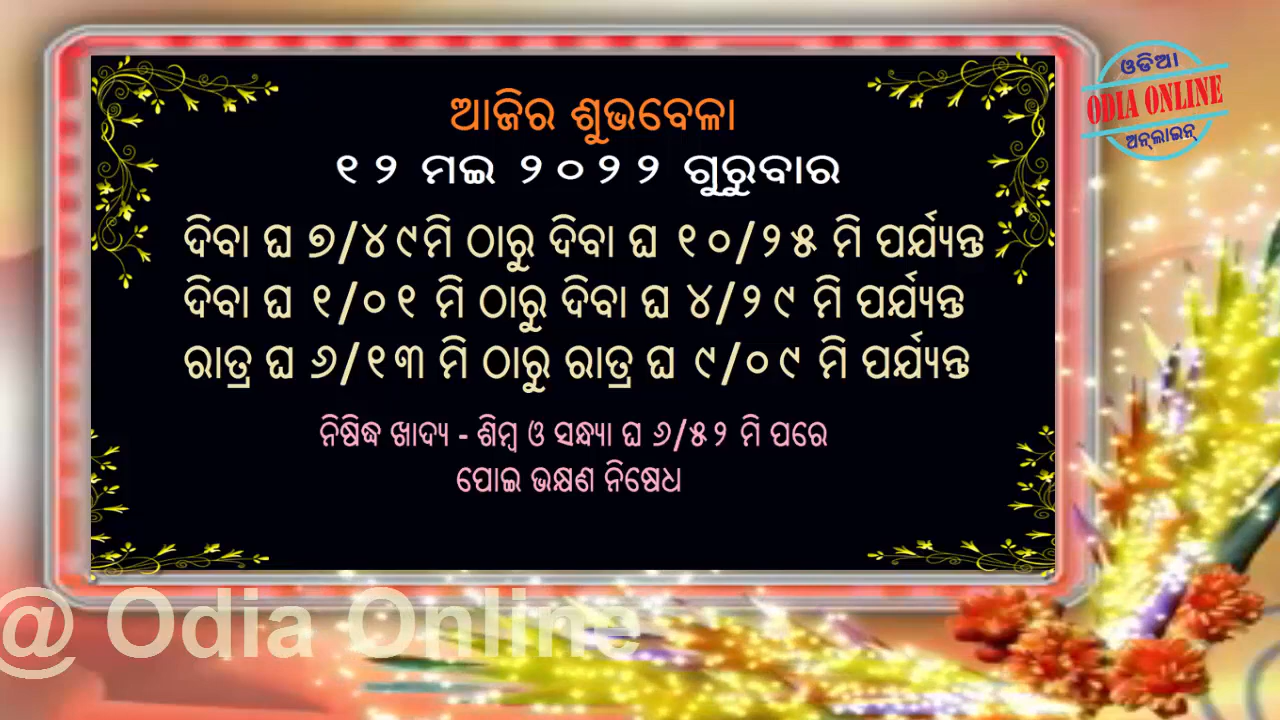 ଓଡିଆ
ODIA ONLINE
ଅନ୍‌ଲାଇନ୍
ଆଜିର ଶୁଭବେଳା
୧୨ ମଇ ୨୦୨୨ ଗୁରୁବାର
ଦିବା ଘ ୭/୪୯ମି ଠାରୁ ଦିବା ଘ ୧୦/୨୫ ମି ପର୍ଯ୍ୟନ୍ତ
ଦିବା ଘ ୧/୦୧ ମି ଠାରୁ ଦିବା ଘ ୪/୨୯ ମି ପର୍ଯ୍ୟନ୍ତ
ରାତ୍ର ଘ ୬/୧୩ ମି ଠାରୁ ରାତ୍ର ଘ ୯/୦୯ ମି ପର୍ଯ୍ୟନ୍ତ
ନିଷିଦ୍ଧ ଖାଦ୍ୟ - ଶିମ୍ବ ଓ ସନ୍ଧ୍ୟା ଘ ୬/୫୨ ମି ପରେ
ପୋଇ ଭକ୍ଷଣ ନିଷେଧ
@ Odia Online